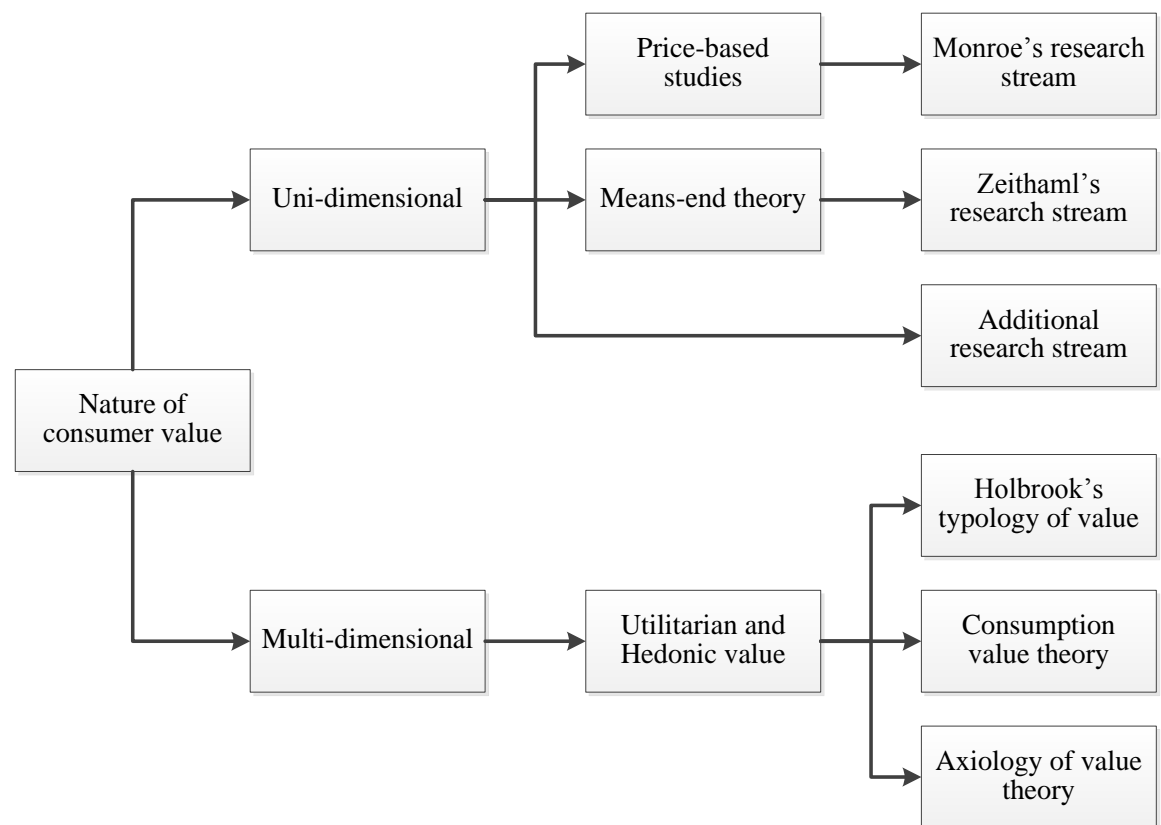 Price-based
studies
Monroe’s research
stream
Uni-dimensional
Means-end theory
Zeithaml’s
research stream
Additional
research stream
Nature of
consumer value
Holbrook’s
typology of value
Multi-dimensional
Utilitarian and
Hedonic value
Consumption
value theory
Axiology of value
theory